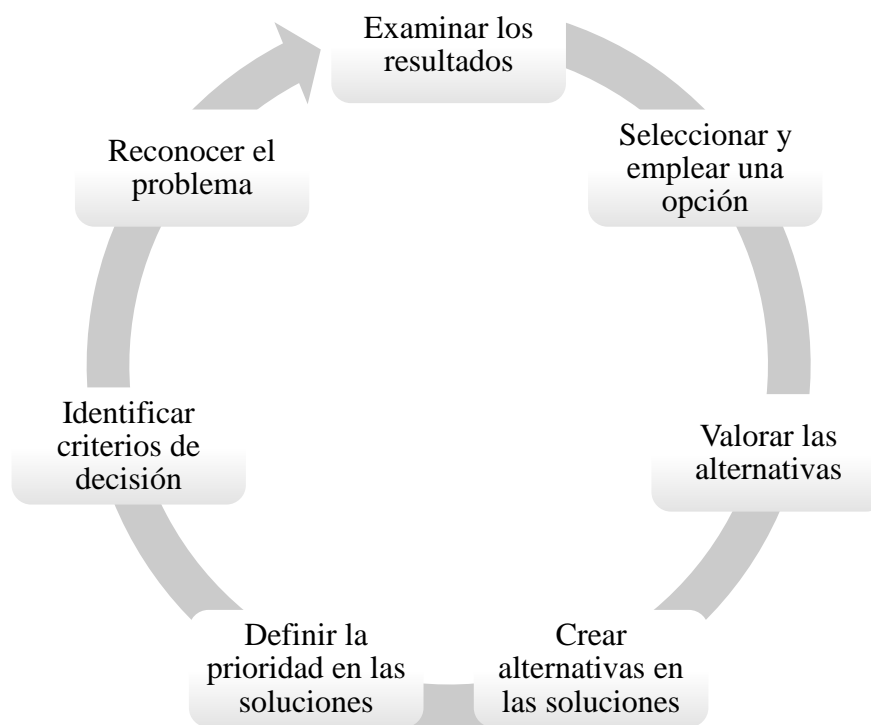 Examinar los
resultados
Seleccionar y
emplear una
opción
Valorar las
alternativas
Crear
alternativas en
las soluciones
Definir la
prioridad en las
soluciones
Identificar
criterios de
decisión
Reconocer el
problema